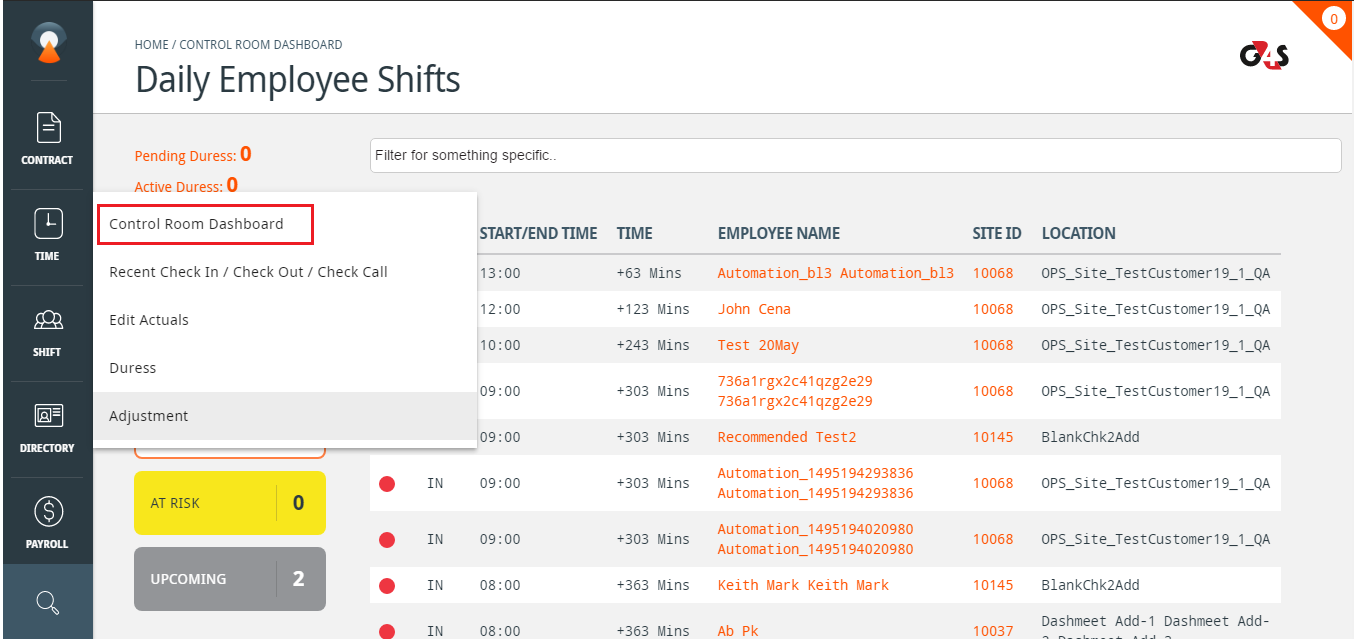 0
HOME / CONTROL ROOM DASHBOARD
Daily Employee Shifts
G4S
CONTRACT
TIME
SHIFT
DIRECTORY
PAYROLL
Pending Duress: 0
Active Duress: 0
Filter for something specific..
Control Room Dashboard
Recent Check In / Check Out / Check Call
Edit Actuals
Duress
Adjustment
AT RISK 0
UPCOMING 2
START/END TIME TIME EMPLOYEE NAME SITE ID LOCATION
13:00 +63 Mins Automation_bl3 Automation_bl3 10068 OPS_Site_TestCustomer19_1_QA
12:00 +123 Mins John Cena 10068 OPS_Site_TestCustomer19_1_QA
10:00 +243 Mins Test 20May 10068 OPS_Site_TestCustomer19_1_QA
09:00 +303 Mins 736a1rgx2c41qzg2e29 10068 OPS_Site_TestCustomer19_1_QA
736a1rgx2c41qzg2e29
09:00 +303 Mins Recommended Test2 10145 BlankChk2Add
IN 09:00 +303 Mins Automation_1495194293836 10068 OPS_Site_TestCustomer19_1_QA
Automation_1495194293836
IN 09:00 +303 Mins Automation_1495194020980 10068 OPS_Site_TestCustomer19_1_QA
Automation_1495194020980
IN 08:00 +363 Mins Keith Mark Keith Mark 10145 BlankChk2Add
IN 08:00 +363 Mins Ab Pk 10037 Dashmeet Add-1 Dashmeet Add-